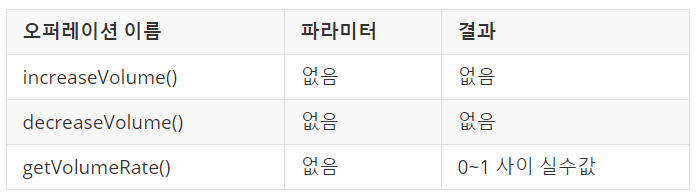 오퍼레이션 이름 파라미터 결과
increaseVolume() 없음 없음
decreaseVolume() 없음 없음
getVolumeRate() 없음 0~1 사이 실수값